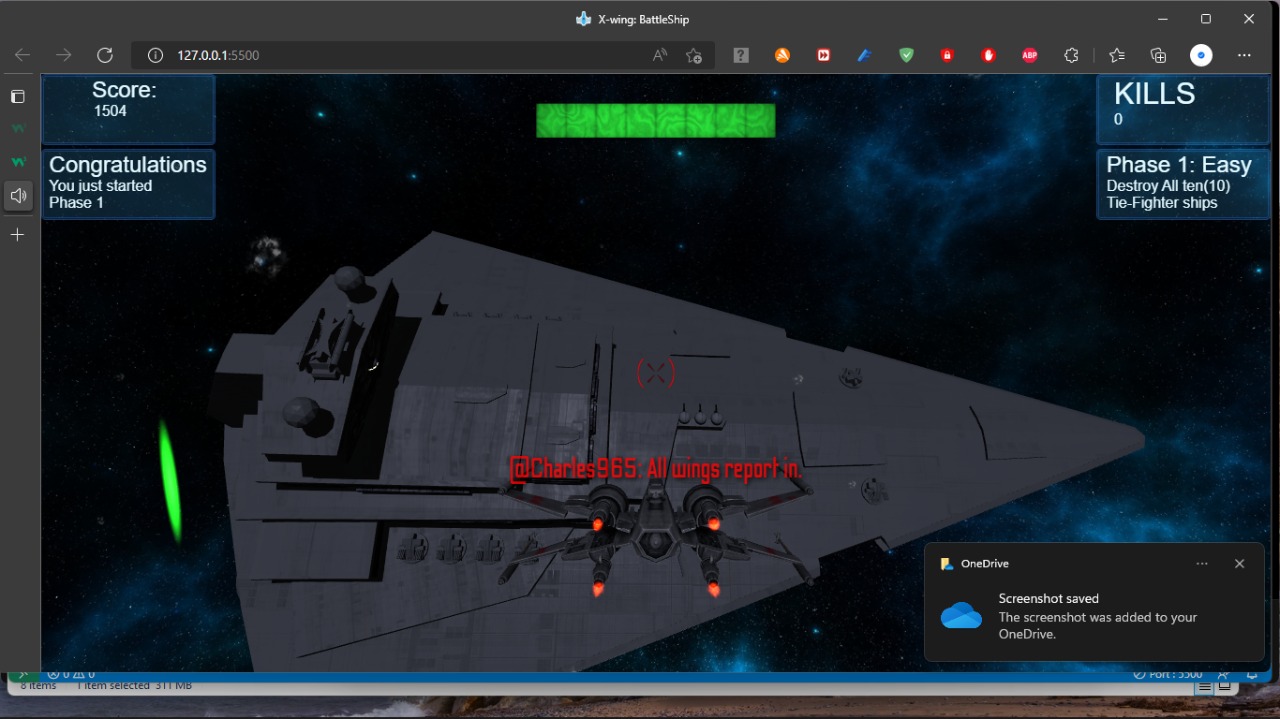 X-wing: BattleShip
127.0.0.1:5500
A
?
ABP
Score:
1504
Congratulations
You just started
Phase 1
KILLS
0
Phase 1: Easy
Destroy All ten(10)
Tie-Fighter ships
@Charles965: All wings report in.
OneDrive
Screenshot saved
The screenshot was added to your
OneDrive.
0 0
Port : 5500
8 items 1 item selected 311 MB